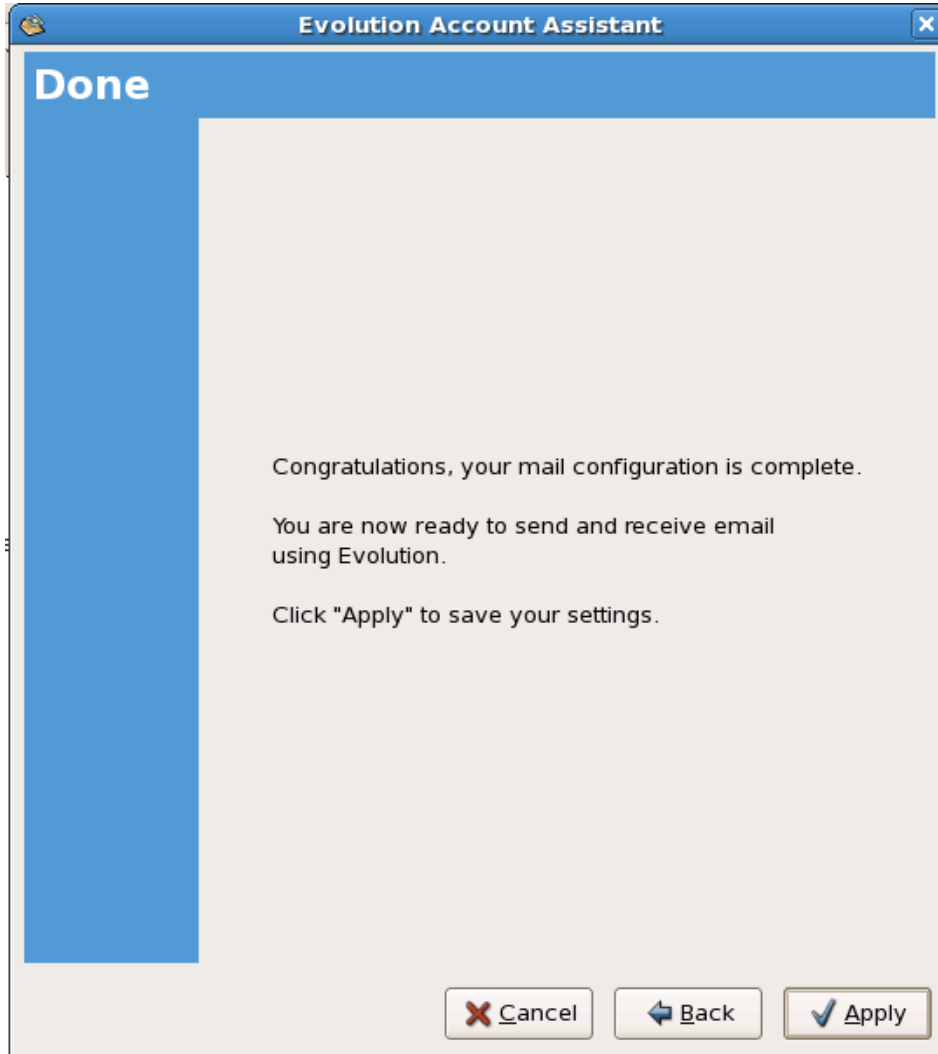 Evolution Account Assistant
Done
Congratulations, your mail configuration is complete.
You are now ready to send and receive email
using Evolution.
Click "Apply" to save your settings.
Cancel
Back
Apply